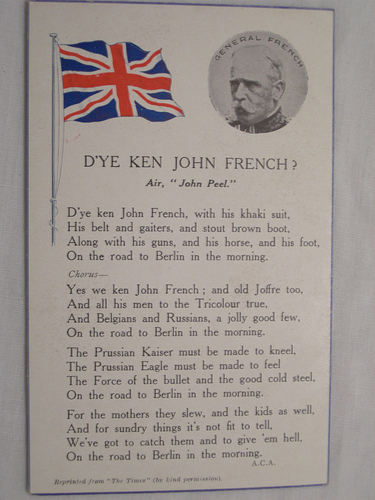 GENERAL FRENCH
D'YE KEN JOHN FRENCH?
Air, "John Peel."
D'ye ken John French, with his khaki suit,
His belt and gaiters, and stout brown boot,
Along with his guns, and his horse, and his foot,
On the road to Berlin in the morning.
Chorus—
Yes we ken John French; and old Joffre too,
And all his men to the Tricolour true,
And Belgians and Russians, a jolly good few,
On the road to Berlin in the morning.
The Prussian Kaiser must be made to kneel,
The Prussian Eagle must be made to feel
The Force of the bullet and the good cold steel,
On the road to Berlin in the morning.
For the mothers they slew, and the kids as well,
And for sundry things it's not fit to tell,
We've got to catch them and to give 'em hell,
On the road to Berlin in the morning.
A.C.A.
Reprinted from "The Times" (by kind permission).